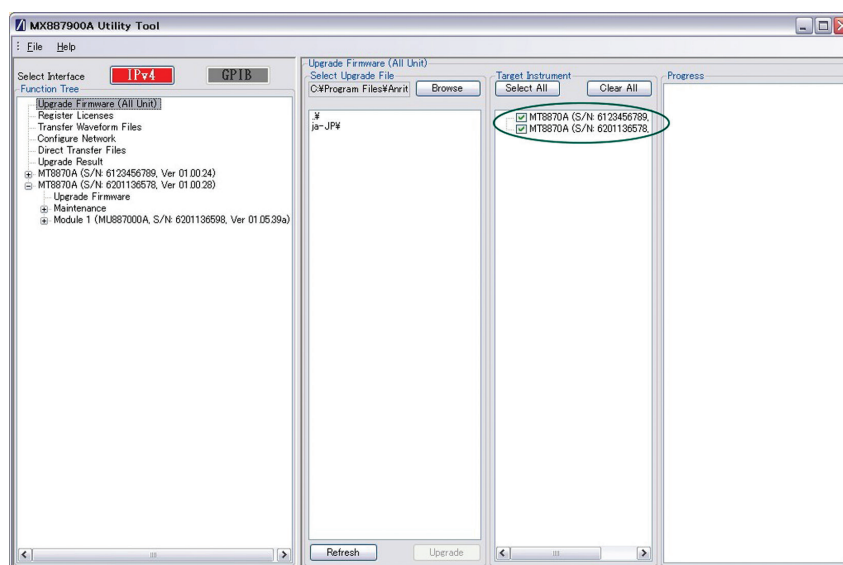 MX887900A Utility Tool
File Help
Select Interface IPv4 GPIB
Function Tree
Upgrade Firmware (All Unit)
Register Licenses
Transfer Waveform Files
Configure Network
Direct Transfer Files
Upgrade Result
MT8870A (S/N: 6123456789, Ver 01.00.24)
MT8870A (S/N: 6201136578, Ver 01.00.28)
Upgrade Firmware
Maintenance
Module 1 (MU887000A, S/N: 6201136598, Ver 01.05.39a)
Upgrade Firmware (All Unit)
Select Upgrade File
C:¥Program Files¥Anrit Browse
.¥
ja-JP¥
Refresh Upgrade
Target Instrument
Select All Clear All
MT8870A (S/N: 6123456789,
MT8870A (S/N: 6201136578,
Progress